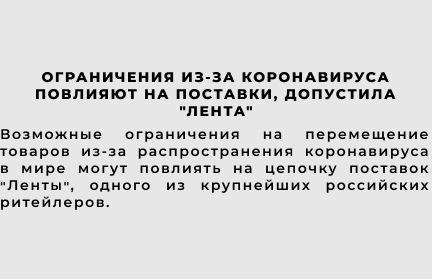 ОГРАНИЧЕНИЯ ИЗ-ЗА КОРОНАВИРУСА
ПОВЛИЯЮТ НА ПОСТАВКИ, ДОПУСТИЛА
"ЛЕНТА"
Возможные ограничения на перемещение
товаров из-за распространения коронавируса
в мире могут повлиять на цепочку поставок
"Ленты", одного из крупнейших российских
ритейлеров.